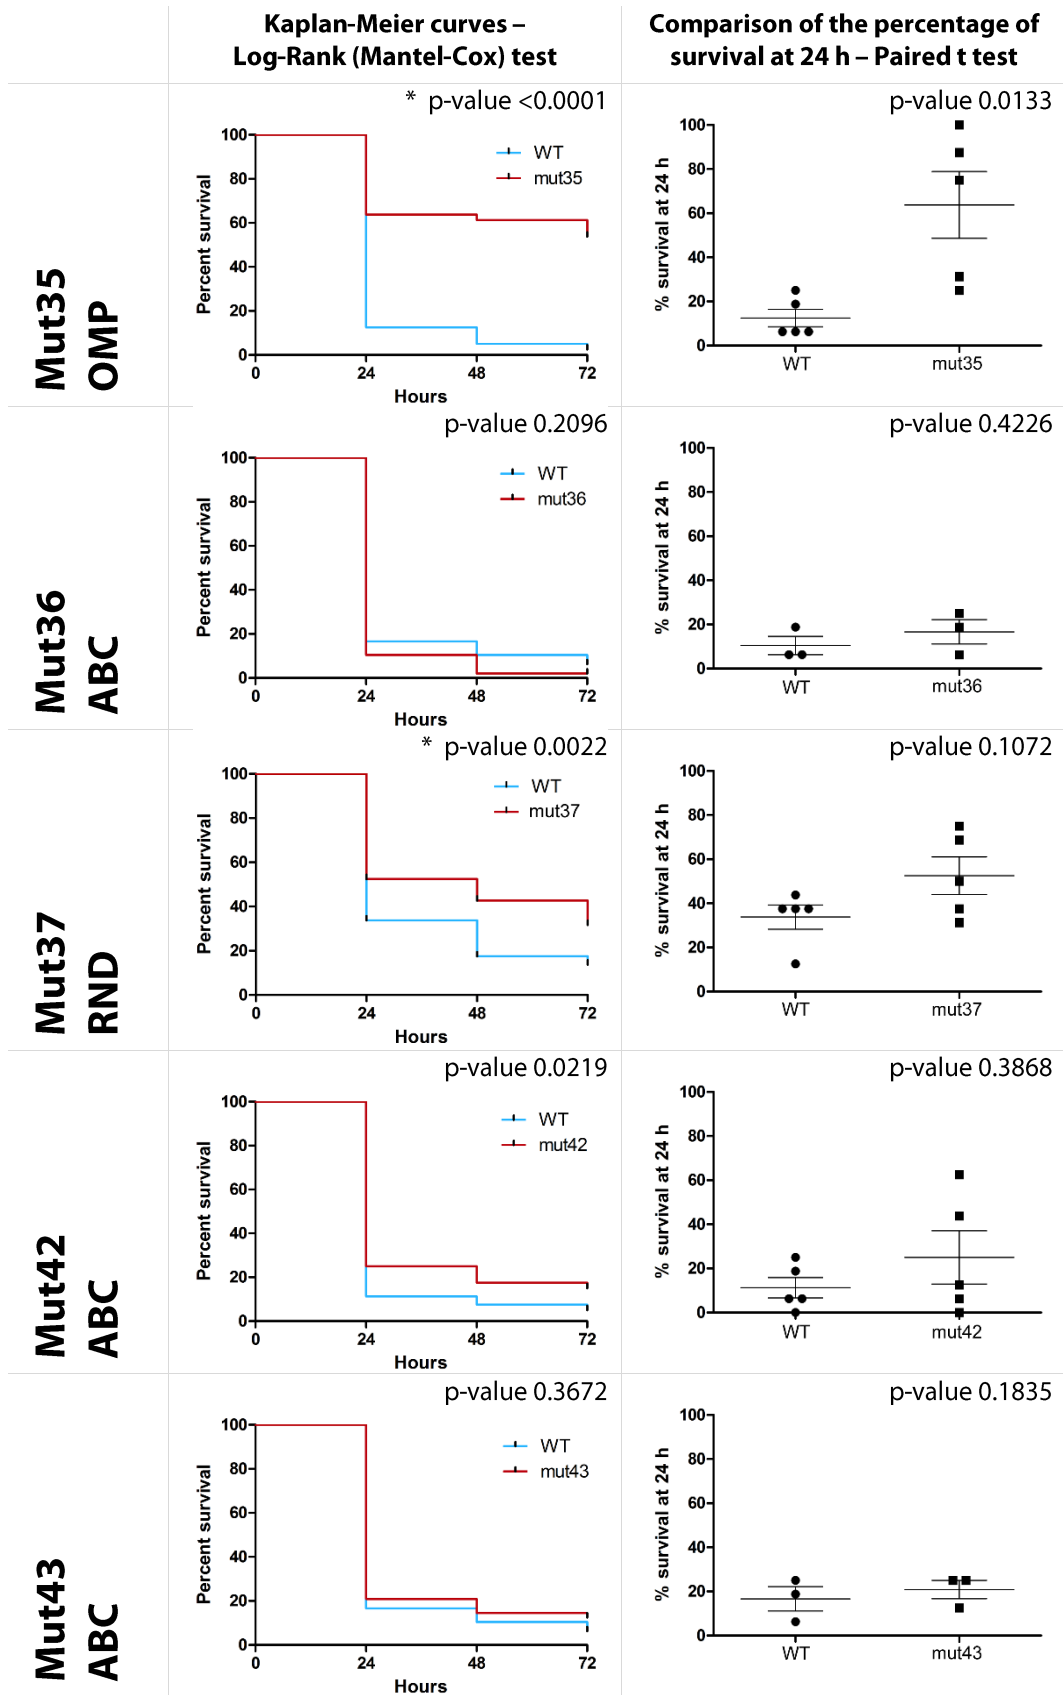 Kaplan-Meier curves –
Log-Rank (Mantel-Cox) test
Comparison of the percentage of
survival at 24 h – Paired t test
Mut35
OMP
* p-value <0.0001
Percent survival
100
80
60
40
20
0
0 24 48 72
Hours
WT
mut35
p-value 0.0133
% survival at 24 h
100
80
60
40
20
0
WT mut35
Mut36
ABC
p-value 0.2096
Percent survival
100
80
60
40
20
0
0 24 48 72
Hours
WT
mut36
p-value 0.4226
% survival at 24 h
100
80
60
40
20
0
WT mut36
Mut37
RND
* p-value 0.0022
Percent survival
100
80
60
40
20
0
0 24 48 72
Hours
WT
mut37
p-value 0.1072
% survival at 24 h
100
80
60
40
20
0
WT mut37
Mut42
ABC
p-value 0.0219
Percent survival
100
80
60
40
20
0
0 24 48 72
Hours
WT
mut42
p-value 0.3868
% survival at 24 h
100
80
60
40
20
0
WT mut42
Mut43
ABC
p-value 0.3672
Percent survival
100
80
60
40
20
0
0 24 48 72
Hours
WT
mut43
p-value 0.1835
% survival at 24 h
100
80
60
40
20
0
WT mut43